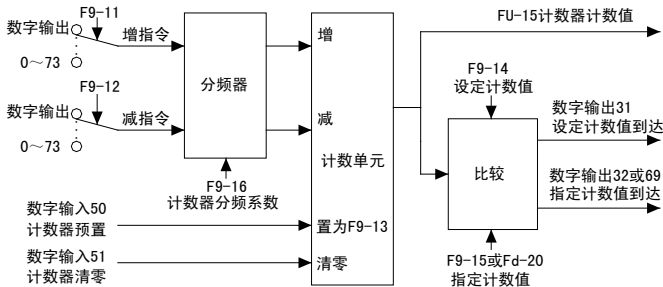 F9-11
数字输出
0～73
增指令
F9-12
数字输出
0～73
减指令
分频器
F9-16
计数器分频系数
数字输入50
计数器预置
数字输入51
计数器清零
增
减
计数单元
置为F9-13
清零
FU-15计数器计数值
F9-14
设定计数值
比较
F9-15或Fd-20
指定计数值
数字输出31
设定计数值到达
数字输出32或69
指定计数值到达